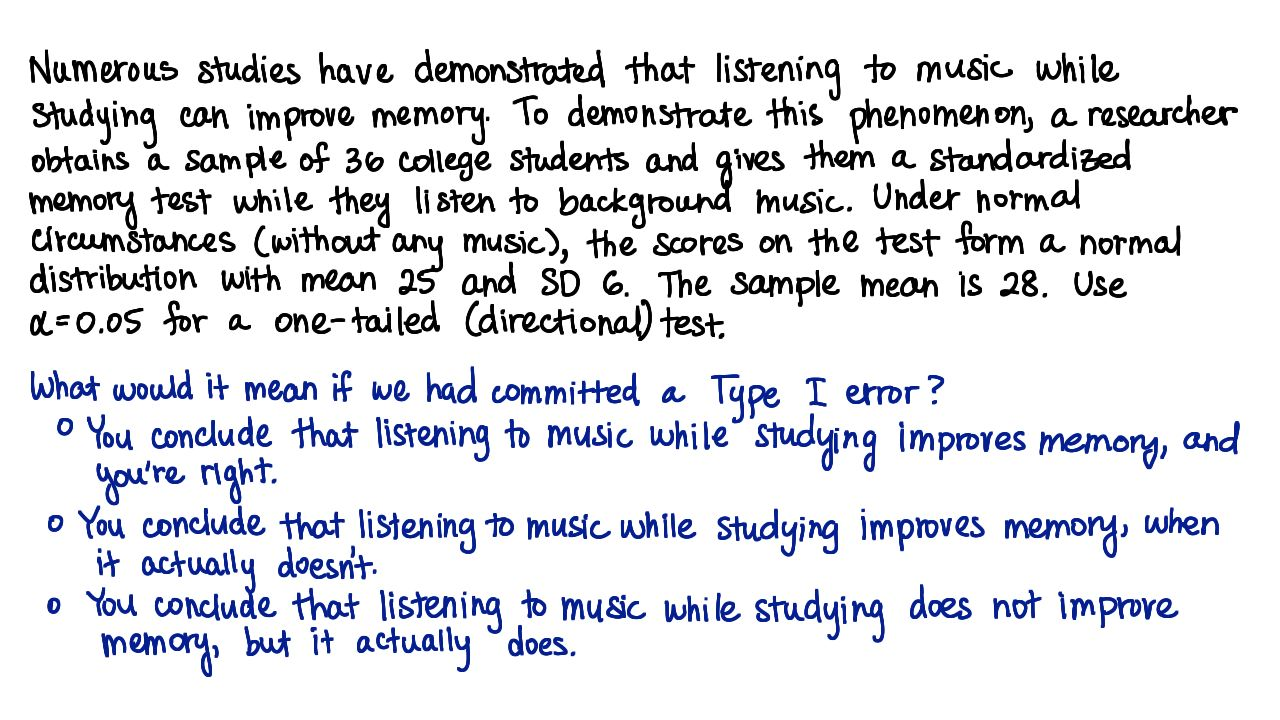 Numerous studies have demonstrated that listening to music while
studying can improve memory. To demonstrate this phenomenon, a researcher
obtains a sample of 36 college students and gives them a standardized
memory test while they listen to background music. Under normal
circumstances (without any music), the scores on the test form a normal
distribution with mean 25 and SD 6. The sample mean is 28. Use
α=0.05 for a one-tailed (directional) test.
What would it mean if we had committed a Type I error?
o You conclude that listening to music while studying improves memory, and
you're right.
o You conclude that listening to music while studying improves memory, when
it actually doesn't.
o You conclude that listening to music while studying does not improve
memory, but it actually does.